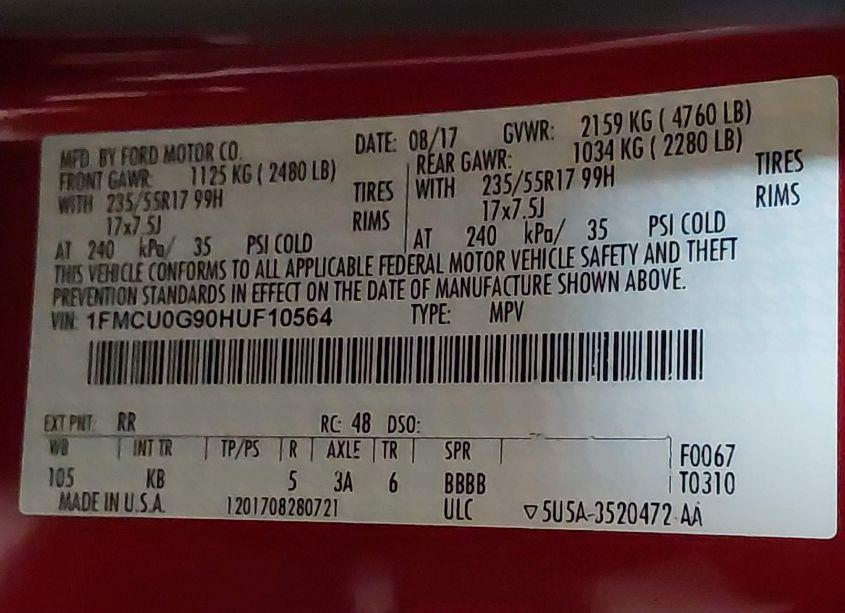 MFD. BY FORD MOTOR CO. DATE: 08/17 GVWR: 2159 KG ( 4760 LB)
FRONT GAWR: 1125 KG ( 2480 LB) REAR GAWR: 1034 KG ( 2280 LB)
WITH 235/55R17 99H TIRES WITH 235/55R17 99H TIRES
17x7.5J RIMS 17x7.5J RIMS
AT 240 kPa/ 35 PSI COLD AT 240 kPa/ 35 PSI COLD
THIS VEHICLE CONFORMS TO ALL APPLICABLE FEDERAL MOTOR VEHICLE SAFETY AND THEFT
PREVENTION STANDARDS IN EFFECT ON THE DATE OF MANUFACTURE SHOWN ABOVE.
VIN: 1FMCU0G90HUF10564 TYPE: MPV
EXT PNT: RR RC: 48 DSO:
WB INT TR TP/PS R AXLE TR SPR F0067
105 KB 5 3A 6 BBBB T0310
MADE IN U.S.A. 1201708280721 ULC ▽5U5A-3520472-AA